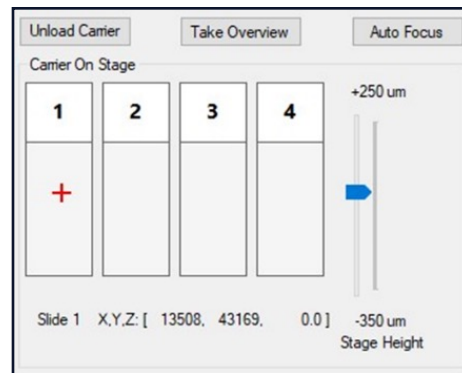 Unload Carrier Take Overview Auto Focus
Carrier On Stage
+250 um
1 2 3 4
Slide 1 X,Y,Z: [ 13508, 43169, 0.0 ]
-350 um
Stage Height